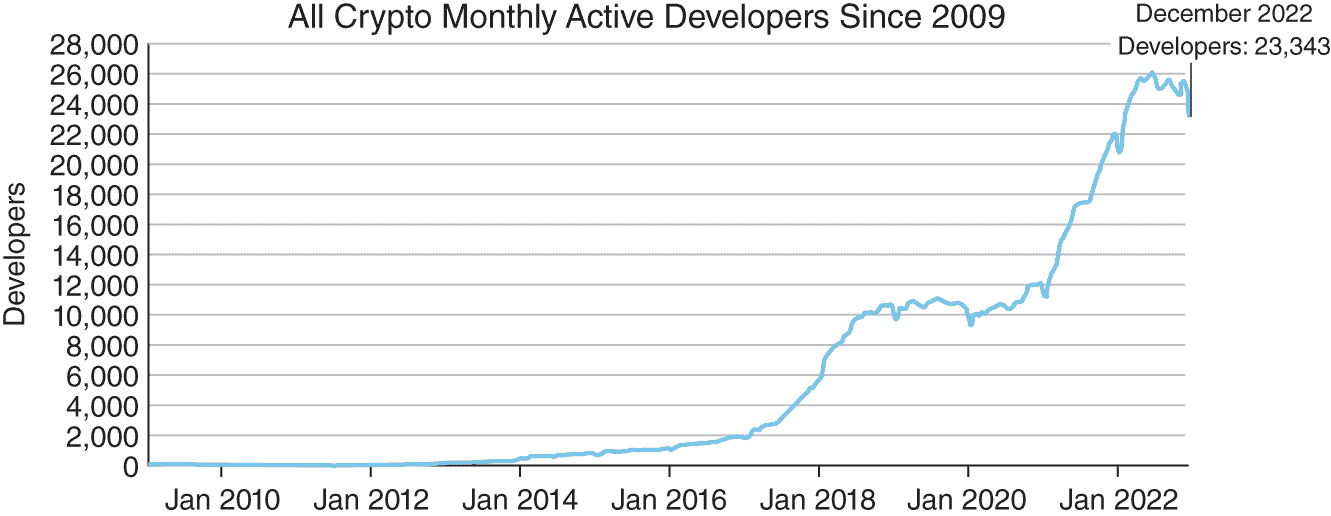 All Crypto Monthly Active Developers Since 2009
December 2022
Developers: 23,343
Developers
28,000
26,000
24,000
22,000
20,000
18,000
16,000
14,000
12,000
10,000
8,000
6,000
4,000
2,000
0
Jan 2010
Jan 2012
Jan 2014
Jan 2016
Jan 2018
Jan 2020
Jan 2022